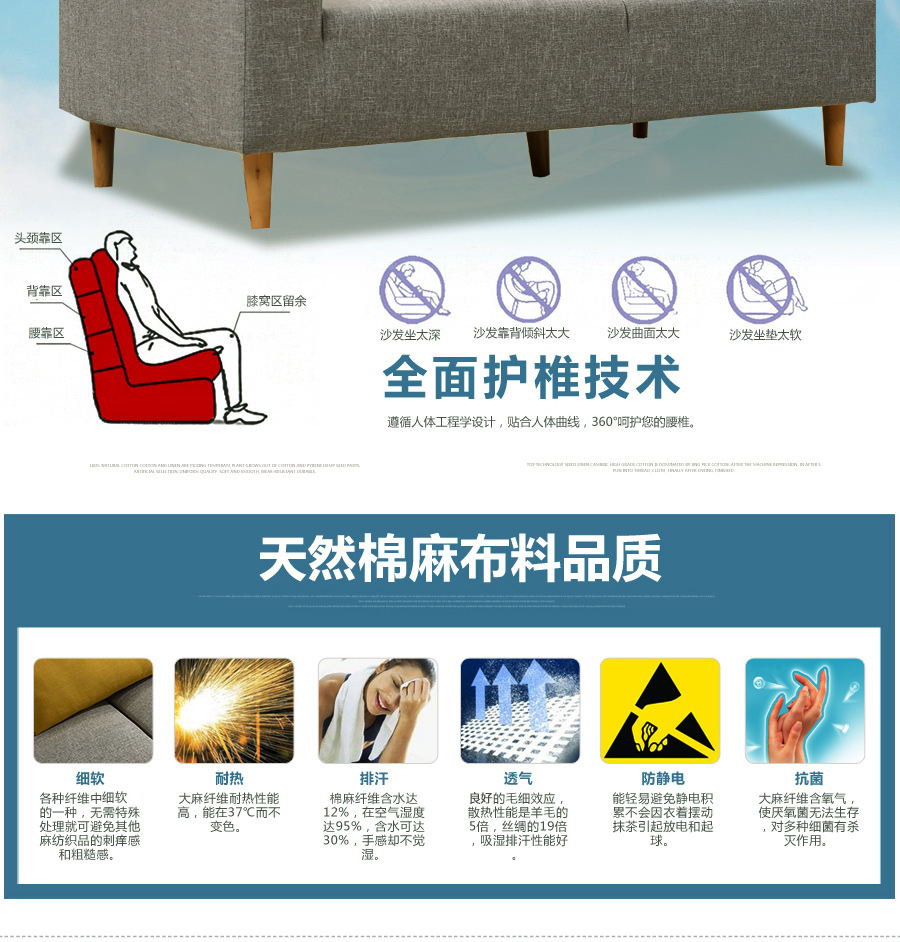 头颈靠区
背靠区
腰靠区
膝窝区留余
沙发坐太深
沙发靠背倾斜太大
沙发曲面太大
沙发坐垫太软
全面护椎技术
遵循人体工程学设计，贴合人体曲线，360°呵护您的腰椎。
天然棉麻布料品质
细软
各种纤维中细软
的一种，无需特殊
处理就可避免其他
麻纺织品的刺痒感
和粗糙感。
耐热
大麻纤维耐热性能
高，能在37℃而不
变色。
排汗
棉麻纤维含水达
12%，在空气湿度
达95%，含水可达
30%，手感却不觉
湿。
透气
良好的毛细效应，
散热性能是羊毛的
5倍，丝绸的19倍
，吸湿排汗性能好
。
防静电
能轻易避免静电积
累不会因衣着摆动
抹茶引起放电和起
球。
抗菌
大麻纤维含氧气，
使厌氧菌无法生存
，对多种细菌有杀
灭作用。